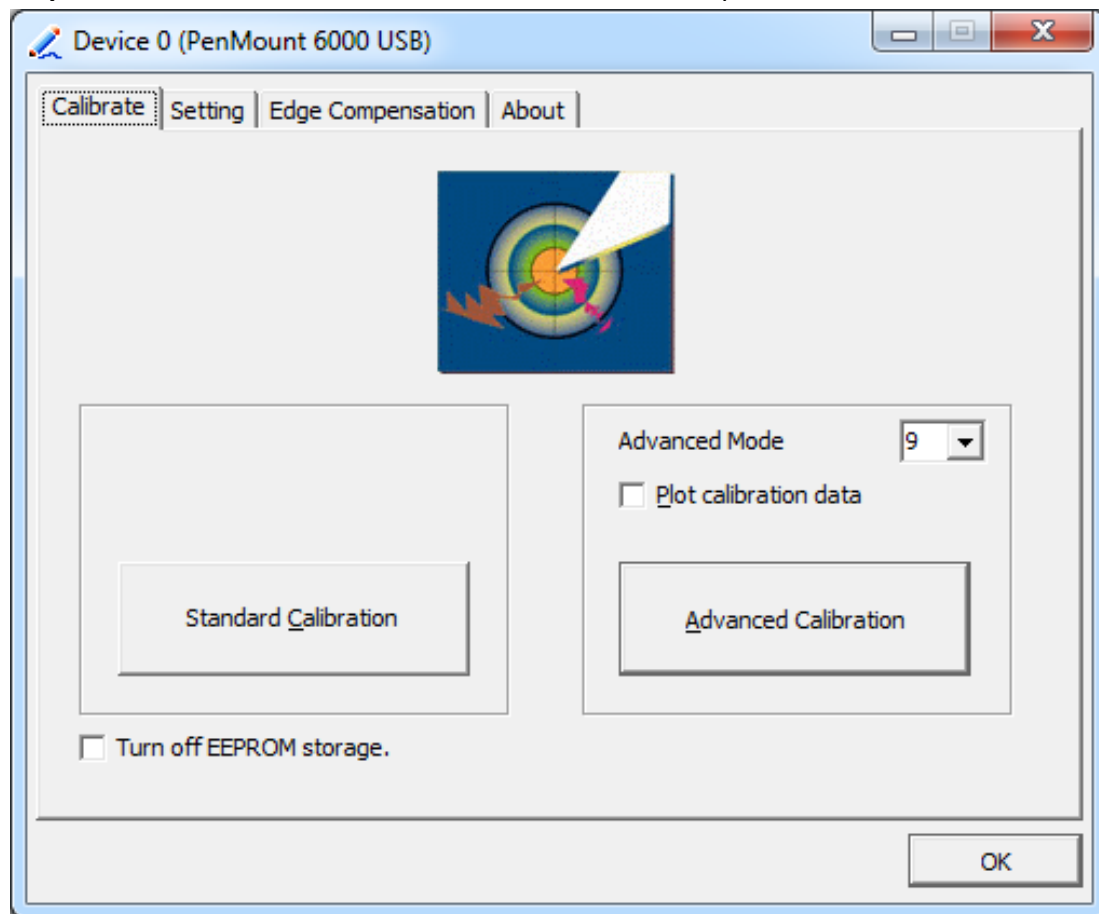 Device 0 (PenMount 6000 USB)
Calibrate Setting Edge Compensation About
Advanced Mode 9
Plot calibration data
Standard Calibration Advanced Calibration
Turn off EEPROM storage.
OK